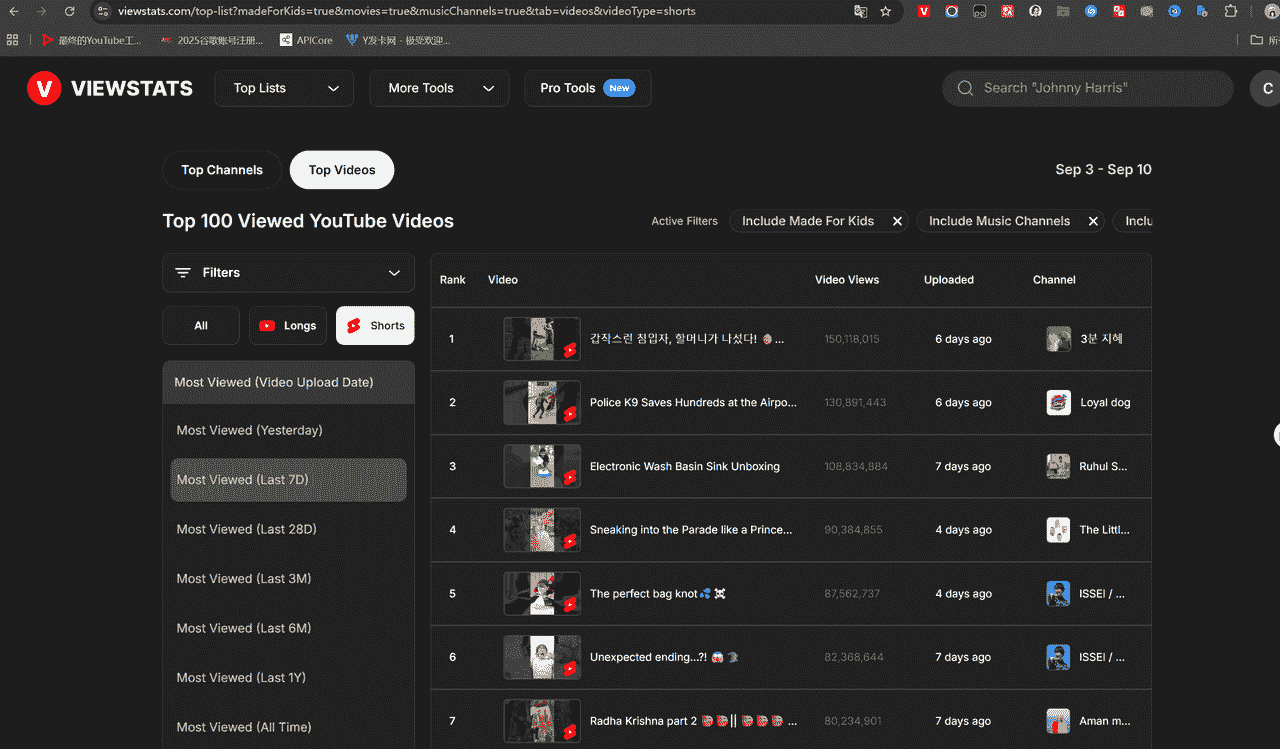 viewstats.com/top-list?madeForKids=true&movies=true&musicChannels=true&tab=videos&videoType=shorts
最终的YouTube工... 2025谷歌账号注册... APICore Y发卡网 - 极受欢迎... 所
VIEWSTATS Top Lists More Tools Pro Tools New Search "Johnny Harris" C
Top Channels Top Videos Sep 3 - Sep 10
Top 100 Viewed YouTube Videos Active Filters Include Made For Kids Include Music Channels Inclu
Filters
All Longs Shorts
Most Viewed (Video Upload Date)
Most Viewed (Yesterday)
Most Viewed (Last 7D)
Most Viewed (Last 28D)
Most Viewed (Last 3M)
Most Viewed (Last 6M)
Most Viewed (Last 1Y)
Most Viewed (All Time)
Rank Video Video Views Uploaded Channel
1 갑작스런 침입자, 할머니가 나섰다! ... 150,118,015 6 days ago 3분 지혜
2 Police K9 Saves Hundreds at the Airpo... 130,891,443 6 days ago Loyal dog
3 Electronic Wash Basin Sink Unboxing 108,834,884 7 days ago Ruhul S...
4 Sneaking into the Parade like a Prince... 90,384,855 4 days ago The Littl...
5 The perfect bag knot💦☠️ 87,562,737 4 days ago ISSEI / ...
6 Unexpected ending...?! 😱 82,368,644 7 days ago ISSEI / ...
7 Radha Krishna part 2 || ... 80,234,901 7 days ago Aman m...